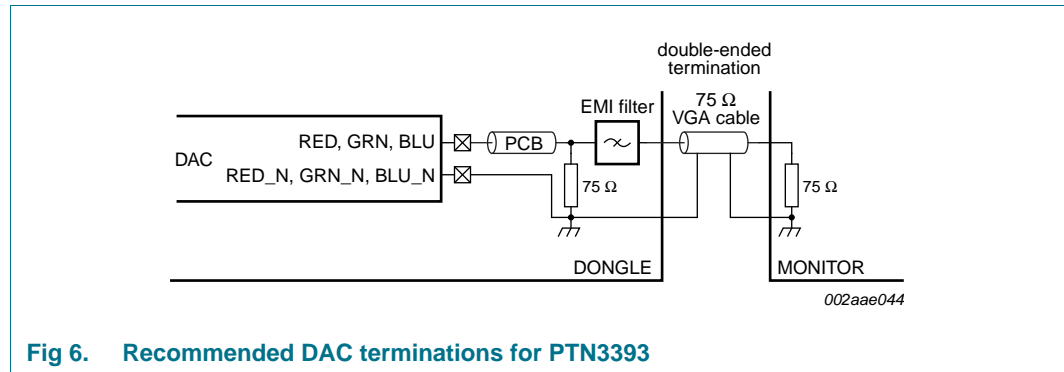 double-ended
termination
75 Ω
VGA cable
EMI filter
RED, GRN, BLU
PCB
DAC
RED_N, GRN_N, BLU_N
75 Ω
75 Ω
DONGLE
MONITOR
002aae044
Fig 6. Recommended DAC terminations for PTN3393